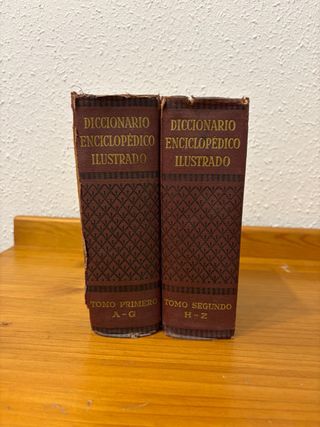 DICCIONARIO
ENCICLOPÉDICO
ILUSTRADO
TOMO PRIMERO
A-G
DICCIONARIO
ENCICLOPÉDICO
ILUSTRADO
TOMO SEGUNDO
H-Z